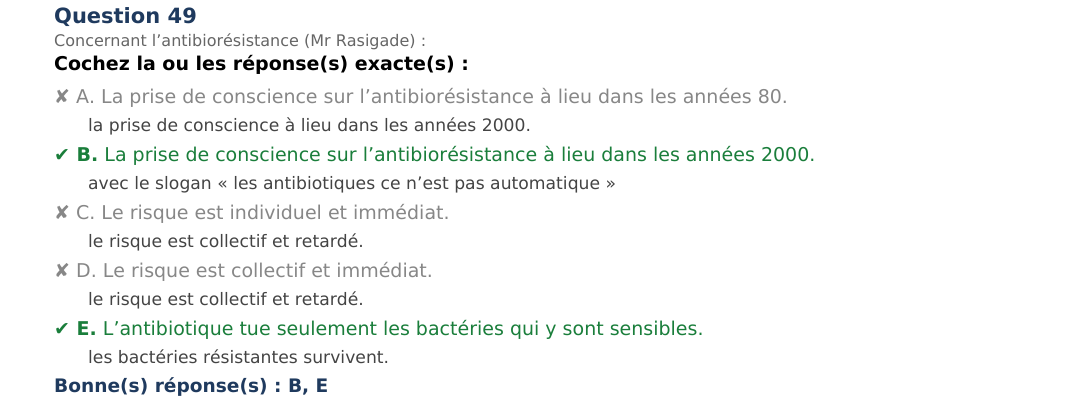 Question 49
Concernant l’antibiorésistance (Mr Rasigade) :
Cochez la ou les réponse(s) exacte(s) :
✘ A. La prise de conscience sur l’antibiorésistance à lieu dans les années 80.
la prise de conscience à lieu dans les années 2000.
✔ B. La prise de conscience sur l’antibiorésistance à lieu dans les années 2000.
avec le slogan « les antibiotiques ce n’est pas automatique »
✘ C. Le risque est individuel et immédiat.
le risque est collectif et retardé.
✘ D. Le risque est collectif et immédiat.
le risque est collectif et retardé.
✔ E. L’antibiotique tue seulement les bactéries qui y sont sensibles.
les bactéries résistantes survivent.
Bonne(s) réponse(s) : B, E